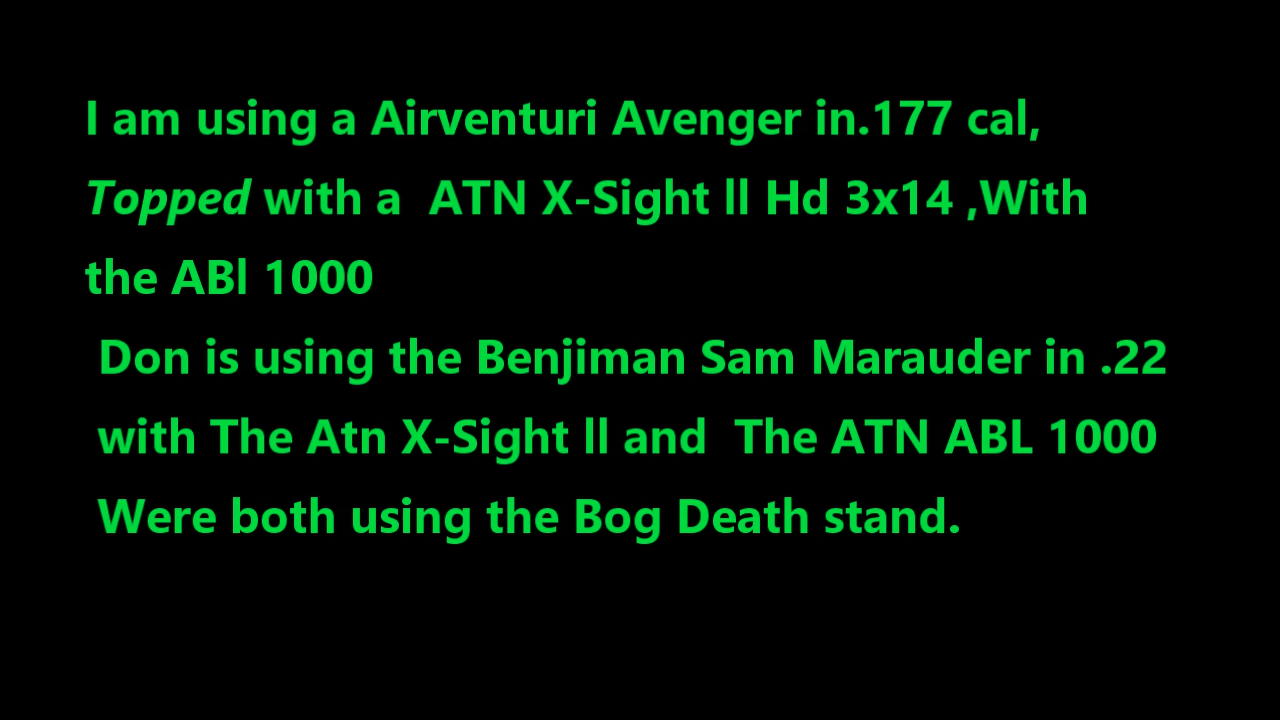 I am using a Airventuri Avenger in.177 cal,
Topped with a  ATN X-Sight ll Hd 3x14 ,With
the ABl 1000
Don is using the Benjiman Sam Marauder in .22
with The Atn X-Sight ll and  The ATN ABL 1000
Were both using the Bog Death stand.